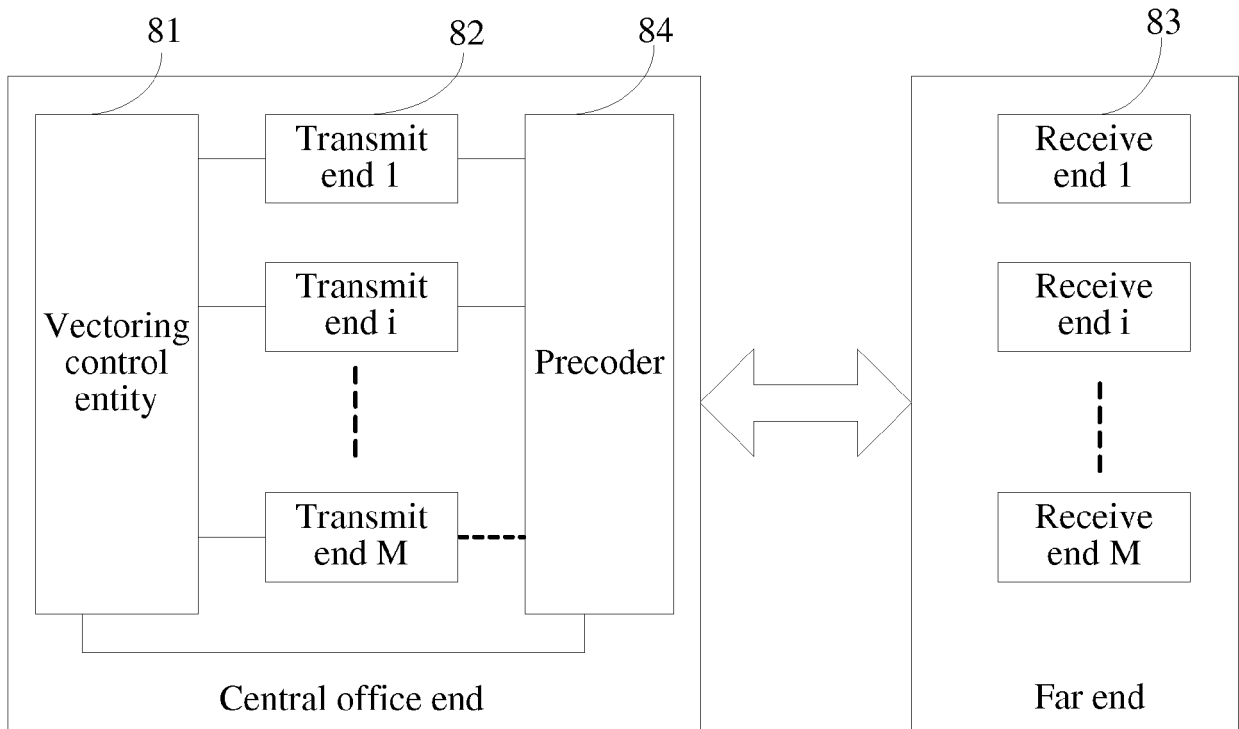 81
82
84
83
Vectoring
control
entity
Transmit
end 1
Transmit
end i
Transmit
end M
Precoder
Receive
end 1
Receive
end i
Receive
end M
Central office end
Far end